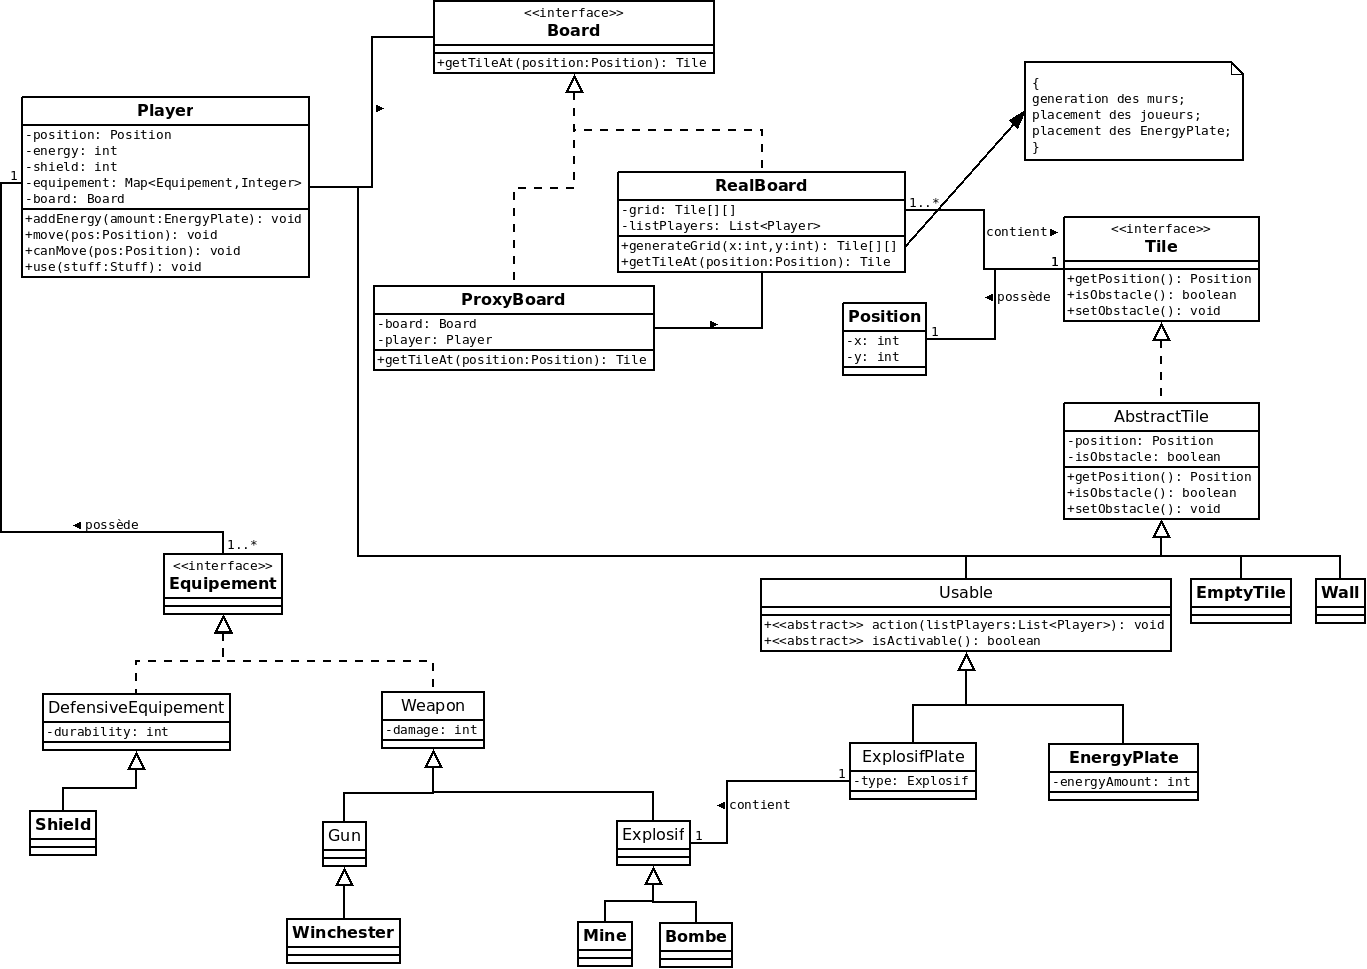 <<interface>>
Board
+getTileAt(position:Position): Tile
Player
-position: Position
-energy: int
-shield: int
-equipement: Map<Equipement,Integer>
-board: Board
+addEnergy(amount:EnergyPlate): void
+move(pos:Position): void
+canMove(pos:Position): void
+use(stuff:Stuff): void
1
{
generation des murs;
placement des joueurs;
placement des EnergyPlate;
}
RealBoard
-grid: Tile[][]
-listPlayers: List<Player>
+generateGrid(x:int,y:int): Tile[][]
+getTileAt(position:Position): Tile
1..*
contient
1
<<interface>>
Tile
+getPosition(): Position
+isObstacle(): boolean
+setObstacle(): void
possède
ProxyBoard
-board: Board
-player: Player
+getTileAt(position:Position): Tile
Position
-x: int
-y: int
1
AbstractTile
-position: Position
-isObstacle: boolean
+getPosition(): Position
+isObstacle(): boolean
+setObstacle(): void
possède
1..*
<<interface>>
Equipement
Usable
+<<abstract>> action(listPlayers:List<Player>): void
+<<abstract>> isActivable(): boolean
EmptyTile
Wall
DefensiveEquipement
-durability: int
Weapon
-damage: int
ExplosifPlate
-type: Explosif
EnergyPlate
-energyAmount: int
1
contient
1
Shield
Gun
Explosif
Winchester
Mine
Bombe